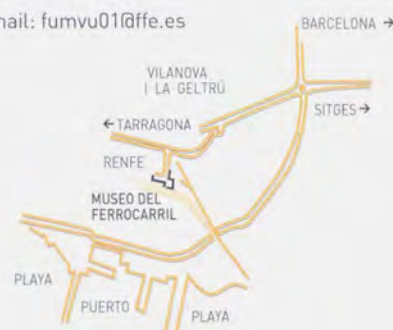 mail: fumvu01@ffe.es
BARCELONA →
VILANOVA
I LA GELTRÚ
SITGES →
← TARRAGONA
RENFE
MUSEO DEL
FERROCARRIL
PLAYA
PUERTO
PLAYA